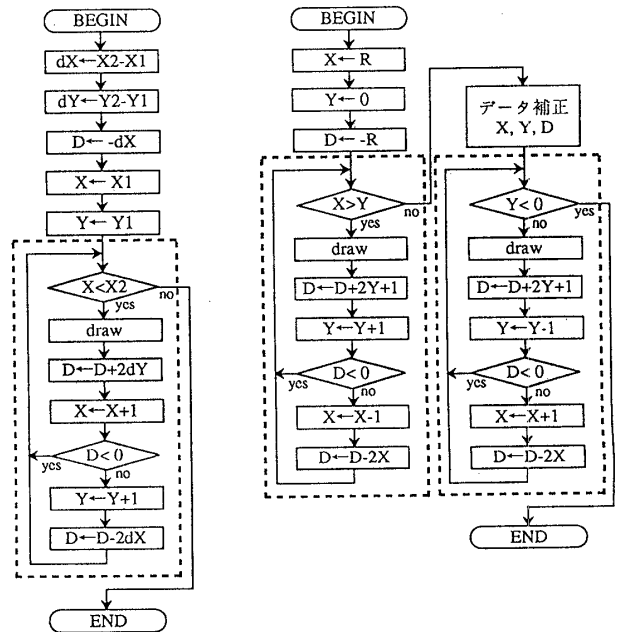 BEGIN
dX←X2-X1
dY←Y2-Y1
D← -dX
X← X1
Y← Y1
X<X2
no
yes
draw
D←D+2dY
X←X+1
D<0
yes
no
Y←Y+1
D←D-2dX
END
BEGIN
X← R
Y← 0
D← -R
X>Y
no
yes
draw
D←D+2Y+1
Y←Y+1
D<0
yes
no
X←X-1
D←D-2X
データ補正
X, Y, D
Y<0
yes
no
draw
D←D+2Y+1
Y←Y-1
D<0
yes
no
X←X+1
D←D-2X
END